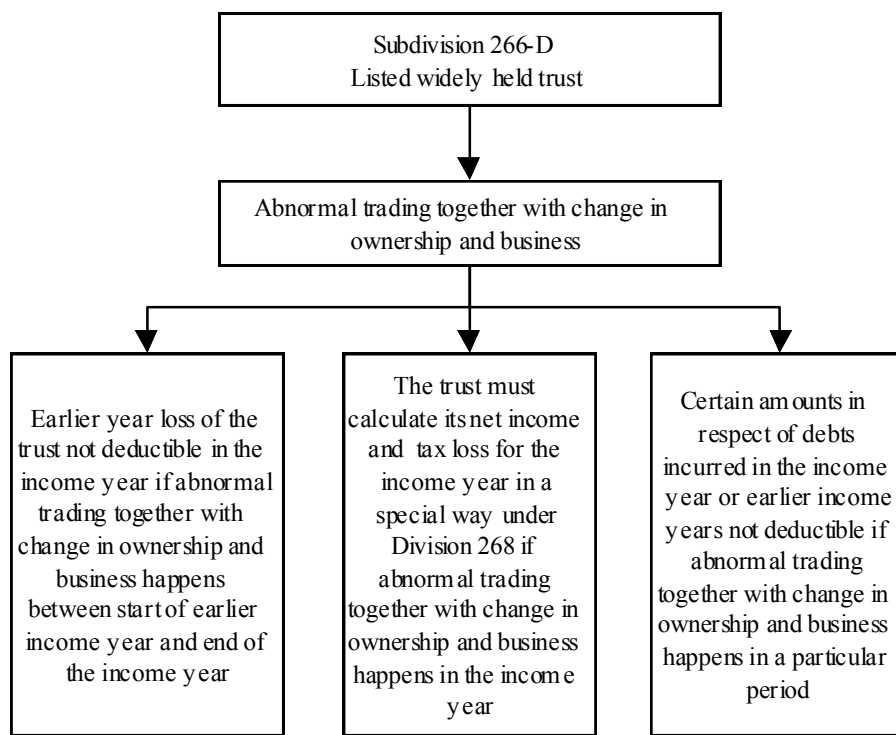 Subdivision 266-D
Listed widely held trust
Abnormal trading together with change in
ownership and business
Earlier year loss of the
trust not deductible in the
income year if abnormal
trading together with
change in ownership and
business happens
between start of earlier
income year and end of
the income year
The trust must
calculate its net income
and tax loss for the
income year in a
special way under
Division 268 if
abnormal trading
together with change in
ownership and business
happens in the income
year
Certain amounts in
respect of debts
incurred in the income
year or earlier income
years not deductible if
abnormal trading
together with change in
ownership and business
happens in a particular
period